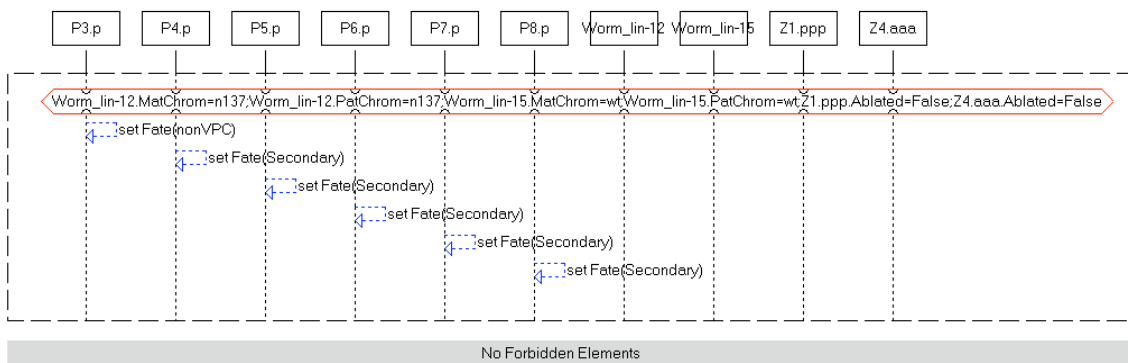 P3.p P4.p P5.p P6.p P7.p P8.p Worm_lin-12 Worm_lin-15 Z1.ppp Z4.aaa
Worm_lin-12.MatChrom=n137;Worm_lin-12.PatChrom=n137;Worm_lin-15.MatChrom=wt;Worm_lin-15.PatChrom=wt;Z1.ppp.Ablated=False;Z4.aaa.Ablated=False
set Fate(nonVPC)
set Fate(Secondary)
set Fate(Secondary)
set Fate(Secondary)
set Fate(Secondary)
set Fate(Secondary)
No Forbidden Elements